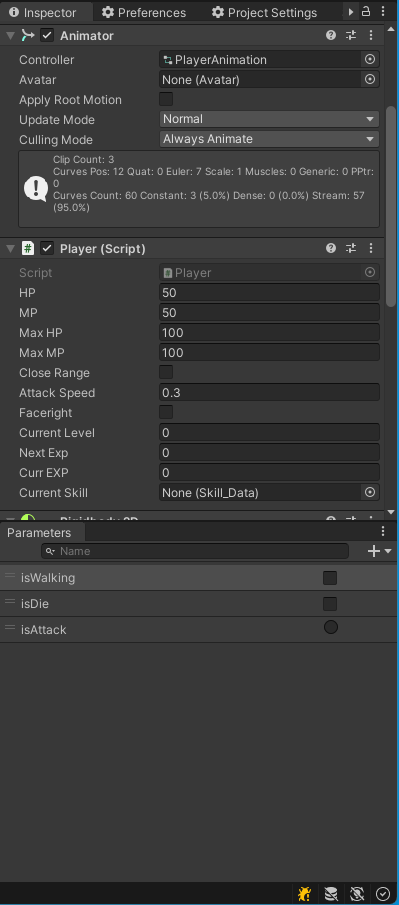 Inspector
Preferences
Project Settings
Animator
Controller PlayerAnimation
Avatar None (Avatar)
Apply Root Motion
Update Mode Normal
Culling Mode Always Animate
Clip Count: 3
Curves Pos: 12 Quat: 0 Euler: 7 Scale: 1 Muscles: 0 Generic: 0 PPtr:
0
Curves Count: 60 Constant: 3 (5.0%) Dense: 0 (0.0%) Stream: 57
(95.0%)
# Player (Script)
Script # Player
HP 50
MP 50
Max HP 100
Max MP 100
Close Range
Attack Speed 0.3
Faceright
Current Level 0
Next Exp 0
Curr EXP 0
Current Skill None (Skill_Data)
Rigidbody 2D
Parameters
Name
isWalking
isDie
isAttack